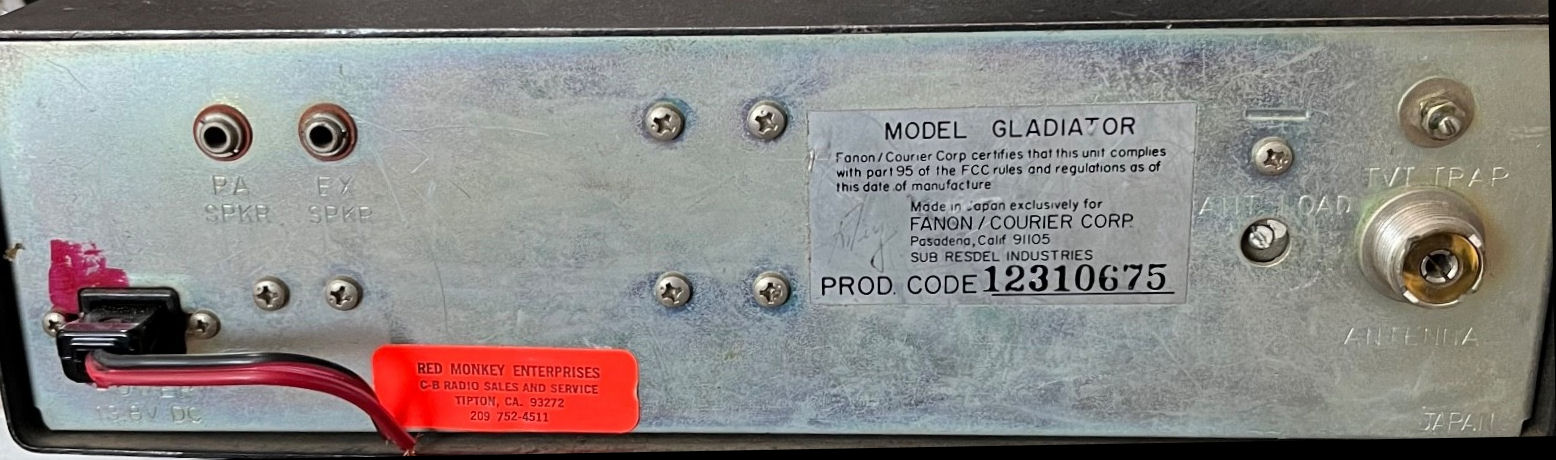 PA
SPKR
EX
SPKR
MODEL GLADIATOR
Fanon/Courier Corp certifies that this unit complies
with part 95 of the FCC rules and regulations as of
this date of manufacture
Made in Japan exclusively for
FANON/COURIER CORP.
Pasadena, Calif 91105
SUB RESDEL INDUSTRIES
PROD. CODE 12310675
ANT LOAD
TVI TRAP
ANTENNA
POWER
13.8V DC
RED MONKEY ENTERPRISES
C-B RADIO SALES AND SERVICE
TIPTON, CA. 93272
209 752-4511
JAPAN